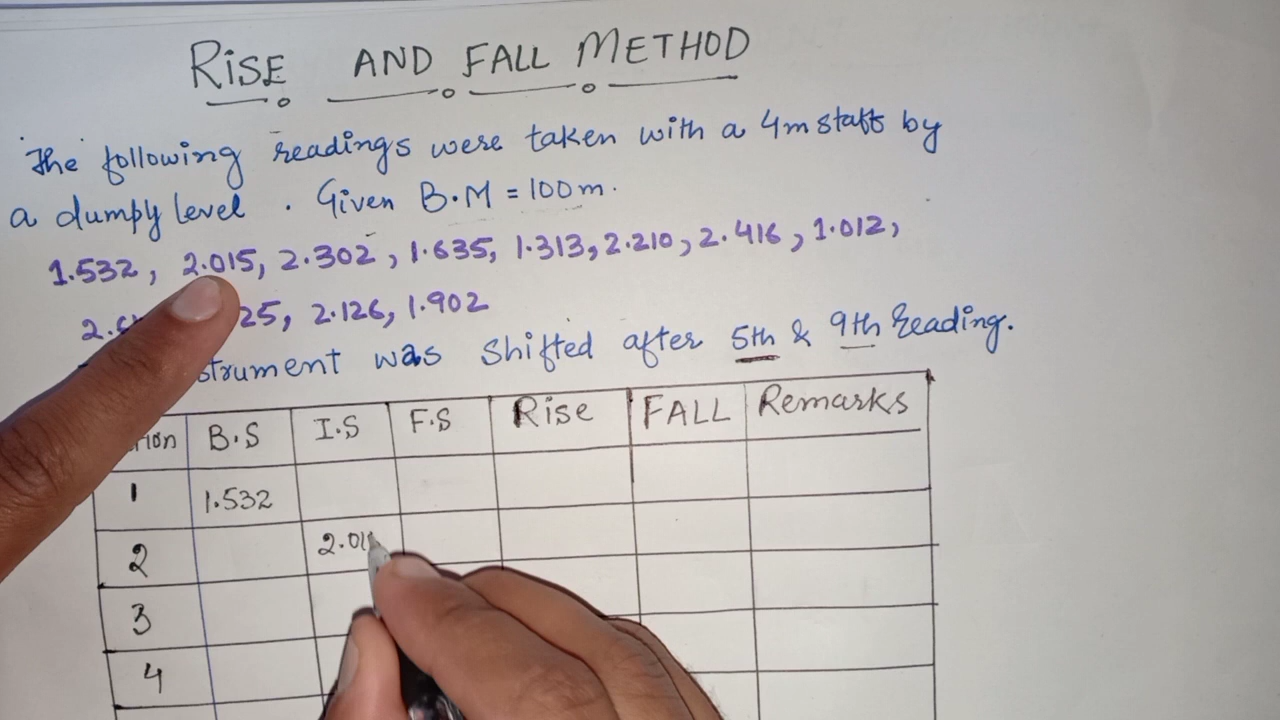 RiSE AND FALL METHOD
The following readings were taken with a 4m staff by
a dumpy level. Given B.M = 100m.
1.532, 2.015, 2.302, 1.635, 1.313, 2.210, 2.416, 1.012,
25, 2.126, 1.902
strument was Shifted after 5th & 9th Reading.
B.S I.S F.S Rise FALL Remarks
1 1.532
2 2.01
3
4